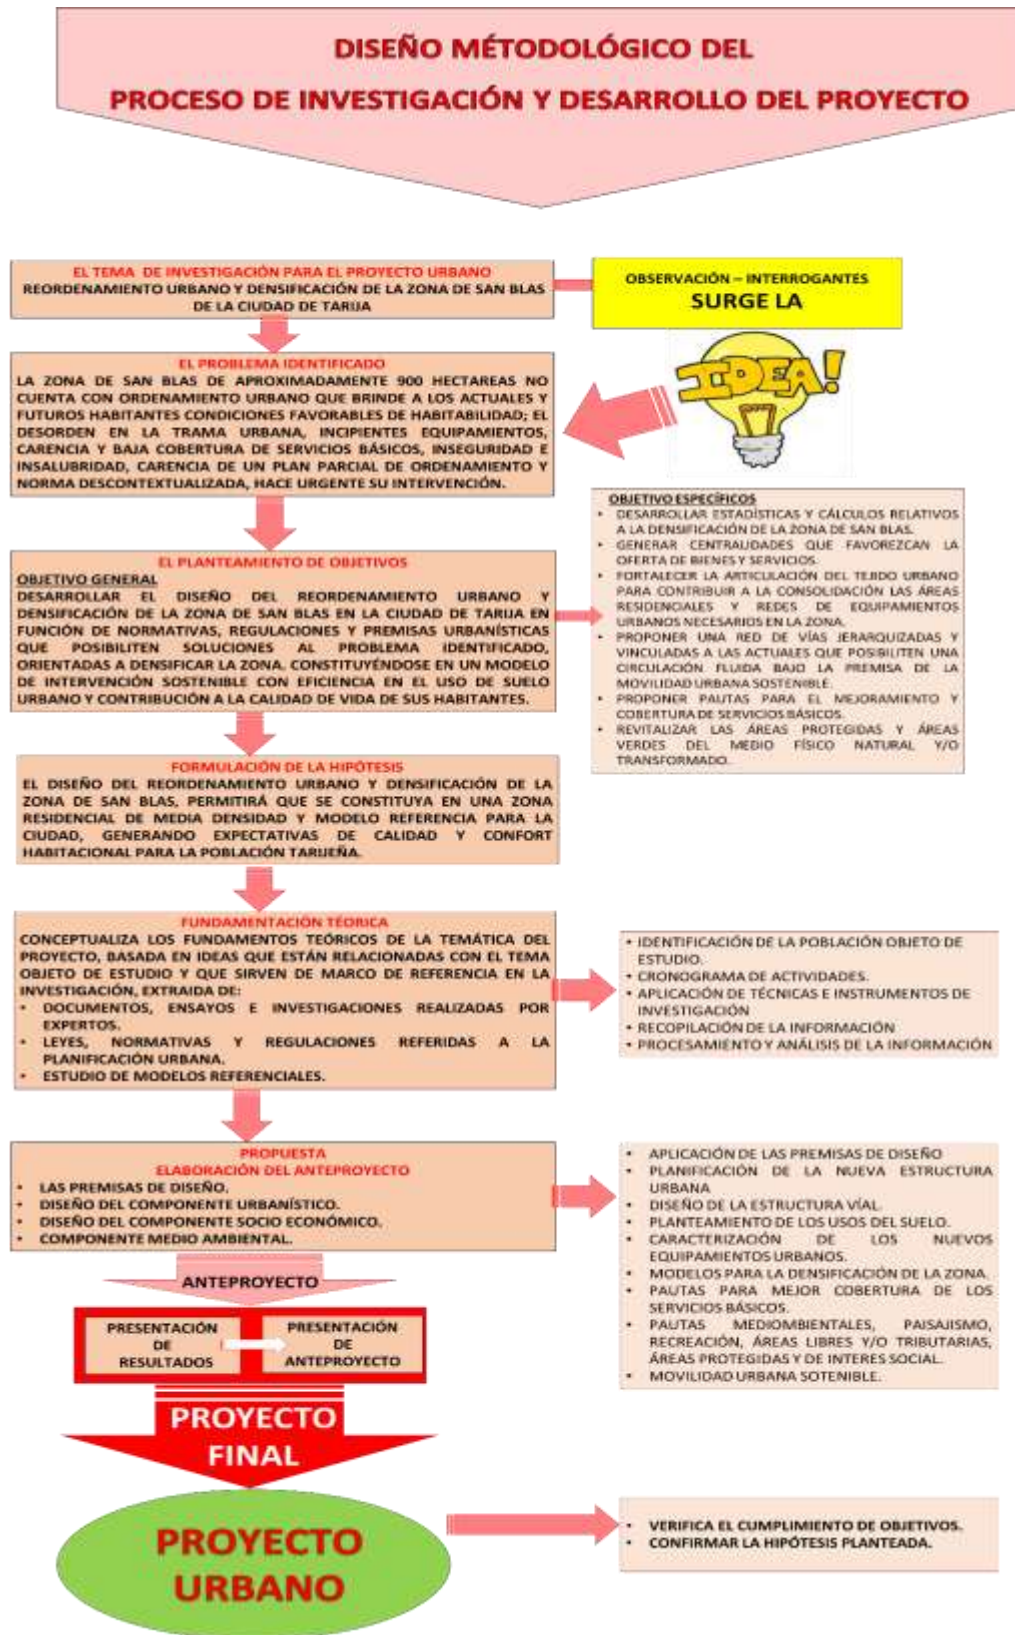 DISEÑO MÉTODOLÓGICO DEL
PROCESO DE INVESTIGACIÓN Y DESARROLLO DEL PROYECTO
EL TEMA DE INVESTIGACIÓN PARA EL PROYECTO URBANO
REORDENAMIENTO URBANO Y DENSIFICACIÓN DE LA ZONA DE SAN BLAS
DE LA CIUDAD DE TARIJA
OBSERVACIÓN – INTERROGANTES
SURGE LA
IDEA!
EL PROBLEMA IDENTIFICADO
LA ZONA DE SAN BLAS DE APROXIMADAMENTE 900 HECTAREAS NO
CUENTA CON ORDENAMIENTO URBANO QUE BRINDE A LOS ACTUALES Y
FUTUROS HABITANTES CONDICIONES FAVORABLES DE HABITABILIDAD; EL
DESORDEN EN LA TRAMA URBANA, INCIPIENTES EQUIPAMIENTOS,
CARENCIA Y BAJA COBERTURA DE SERVICIOS BÁSICOS, INSEGURIDAD E
INSALUBRIDAD, CARENCIA DE UN PLAN PARCIAL DE ORDENAMIENTO Y
NORMA DESCONTEXTUALIZADA, HACE URGENTE SU INTERVENCIÓN.
EL PLANTEAMIENTO DE OBJETIVOS
OBJETIVO GENERAL
DESARROLLAR EL DISEÑO DEL REORDENAMIENTO URBANO Y
DENSIFICACIÓN DE LA ZONA DE SAN BLAS EN LA CIUDAD DE TARIJA EN
FUNCIÓN DE NORMATIVAS, REGULACIONES Y PREMISAS URBANÍSTICAS
QUE POSIBILITEN SOLUCIONES AL PROBLEMA IDENTIFICADO,
ORIENTADAS A DENSIFICAR LA ZONA. CONSTITUYÉNDOSE EN UN MODELO
DE INTERVENCIÓN SOSTENIBLE CON EFICIENCIA EN EL USO DE SUELO
URBANO Y CONTRIBUCIÓN A LA CALIDAD DE VIDA DE SUS HABITANTES.
OBJETIVO ESPECÍFICOS
• DESARROLLAR ESTADÍSTICAS Y CÁLCULOS RELATIVOS
A LA DENSIFICACIÓN DE LA ZONA DE SAN BLAS.
• GENERAR CENTRALIDADES QUE FAVOREZCAN LA
OFERTA DE BIENES Y SERVICIOS.
• FORTALECER LA ARTICULACIÓN DEL TEJIDO URBANO
PARA CONTRIBUIR A LA CONSOLIDACIÓN LAS ÁREAS
RESIDENCIALES Y REDES DE EQUIPAMIENTOS
URBANOS NECESARIOS EN LA ZONA.
• PROPONER UNA RED DE VÍAS JERARQUIZADAS Y
VINCULADAS A LAS ACTUALES QUE POSIBILITEN UNA
CIRCULACIÓN FLUIDA BAJO LA PREMISA DE LA
MOVILIDAD URBANA SOSTENIBLE.
• PROPONER PAUTAS PARA EL MEJORAMIENTO Y
COBERTURA DE SERVICIOS BÁSICOS.
• REVITALIZAR LAS ÁREAS PROTEGIDAS Y ÁREAS
VERDES DEL MEDIO FÍSICO NATURAL Y/O
TRANSFORMADO.
FORMULACIÓN DE LA HIPÓTESIS
EL DISEÑO DEL REORDENAMIENTO URBANO Y DENSIFICACIÓN DE LA
ZONA DE SAN BLAS, PERMITIRÁ QUE SE CONSTITUYA EN UNA ZONA
RESIDENCIAL DE MEDIA DENSIDAD Y MODELO REFERENCIA PARA LA
CIUDAD, GENERANDO EXPECTATIVAS DE CALIDAD Y CONFORT
HABITACIONAL PARA LA POBLACIÓN TARIJEÑA.
FUNDAMENTACIÓN TÉORICA
CONCEPTUALIZA LOS FUNDAMENTOS TEÓRICOS DE LA TEMÁTICA DEL
PROYECTO, BASADA EN IDEAS QUE ESTÁN RELACIONADAS CON EL TEMA
OBJETO DE ESTUDIO Y QUE SIRVEN DE MARCO DE REFERENCIA EN LA
INVESTIGACIÓN, EXTRAIDA DE:
• DOCUMENTOS, ENSAYOS E INVESTIGACIONES REALIZADAS POR
EXPERTOS.
• LEYES, NORMATIVAS Y REGULACIONES REFERIDAS A LA
PLANIFICACIÓN URBANA.
• ESTUDIO DE MODELOS REFERENCIALES.
• IDENTIFICACIÓN DE LA POBLACIÓN OBJETO DE
ESTUDIO.
• CRONOGRAMA DE ACTIVIDADES.
• APLICACIÓN DE TÉCNICAS E INSTRUMENTOS DE
INVESTIGACIÓN
• RECOPILACIÓN DE LA INFORMACIÓN
• PROCESAMIENTO Y ANÁLISIS DE LA INFORMACIÓN
PROPUESTA
ELABORACIÓN DEL ANTEPROYECTO
• LAS PREMISAS DE DISEÑO.
• DISEÑO DEL COMPONENTE URBANÍSTICO.
• DISEÑO DEL COMPONENTE SOCIO ECONÓMICO.
• COMPONENTE MEDIO AMBIENTAL.
• APLICACIÓN DE LAS PREMISAS DE DISEÑO
• PLANIFICACIÓN DE LA NUEVA ESTRUCTURA
URBANA
• DISEÑO DE LA ESTRUCTURA VÍAL.
• PLANTEAMIENTO DE LOS USOS DEL SUELO.
• CARACTERIZACIÓN DE LOS NUEVOS
EQUIPAMIENTOS URBANOS.
• MODELOS PARA LA DENSIFICACIÓN DE LA ZONA.
• PAUTAS PARA MEJOR COBERTURA DE LOS
SERVICIOS BÁSICOS.
• PAUTAS MEDIOMBIENTALES, PAISAJISMO,
RECREACIÓN, ÁREAS LIBRES Y/O TRIBUTARIAS,
ÁREAS PROTEGIDAS Y DE INTERES SOCIAL.
• MOVILIDAD URBANA SOTENIBLE.
ANTEPROYECTO
PRESENTACIÓN
DE
RESULTADOS
PRESENTACIÓN
DE
ANTEPROYECTO
PROYECTO
FINAL
PROYECTO
URBANO
• VERIFICA EL CUMPLIMIENTO DE OBJETIVOS.
• CONFIRMAR LA HIPÓTESIS PLANTEADA.